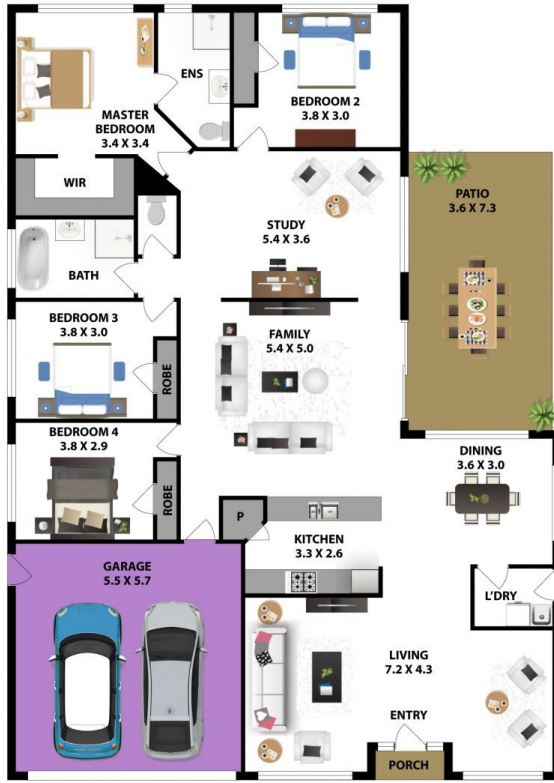 ENS
MASTER
BEDROOM
3.4 X 3.4
BEDROOM 2
3.8 X 3.0
WIR
PATIO
3.6 X 7.3
STUDY
5.4 X 3.6
BATH
BEDROOM 3
3.8 X 3.0
FAMILY
5.4 X 5.0
ROBE
BEDROOM 4
3.8 X 2.9
ROBE
DINING
3.6 X 3.0
P
KITCHEN
3.3 X 2.6
GARAGE
5.5 X 5.7
L'DRY
LIVING
7.2 X 4.3
ENTRY
PORCH